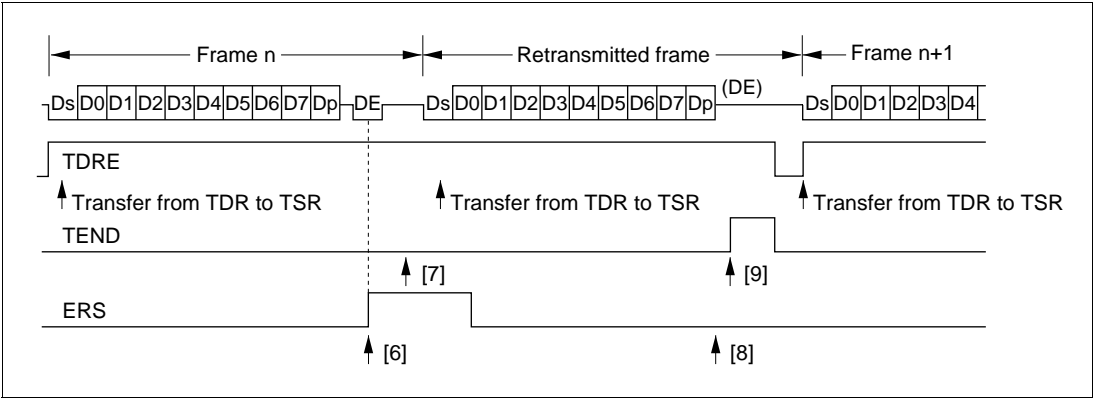 Frame n Retransmitted frame Frame n+1
(DE)
Ds D0 D1 D2 D3 D4 D5 D6 D7 Dp DE Ds D0 D1 D2 D3 D4 D5 D6 D7 Dp Ds D0 D1 D2 D3 D4
TDRE
Transfer from TDR to TSR Transfer from TDR to TSR Transfer from TDR to TSR
TEND
[7] [9]
ERS
[6] [8]